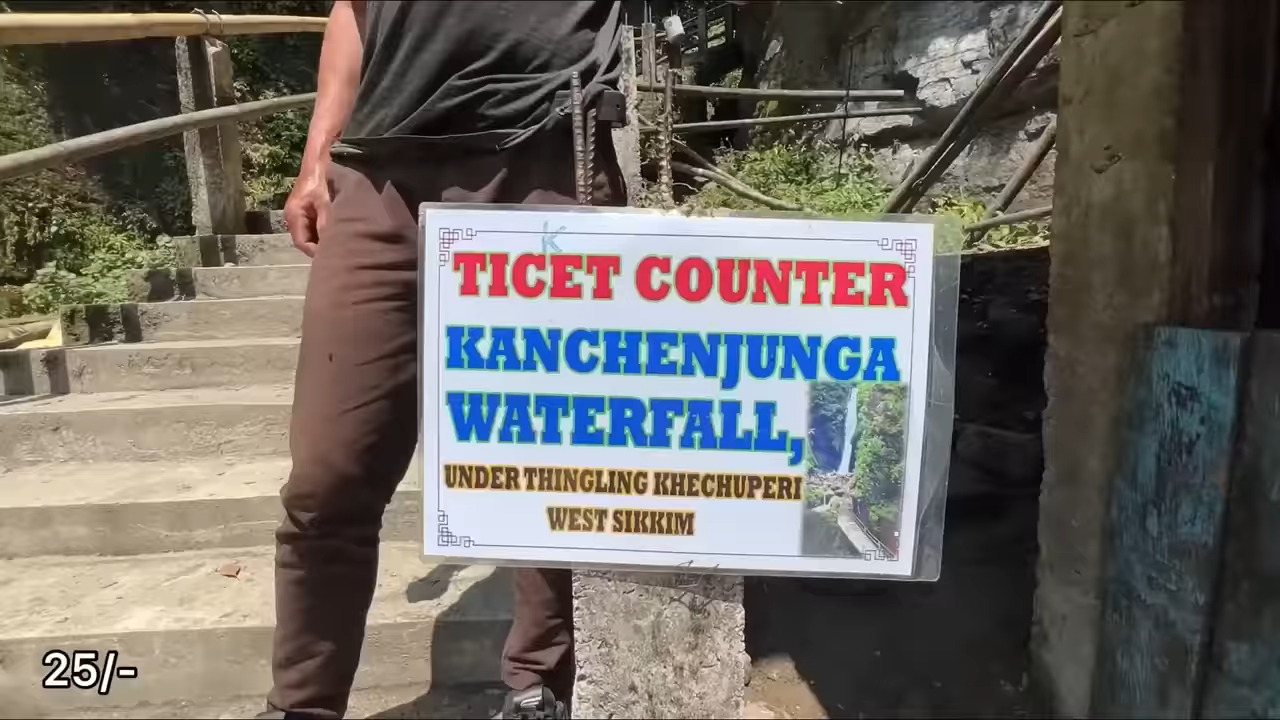 K
TICET COUNTER
KANCHENJUNGA
WATERFALL,
UNDER THINGLING KHECHUPERI
WEST SIKKIM
25/-